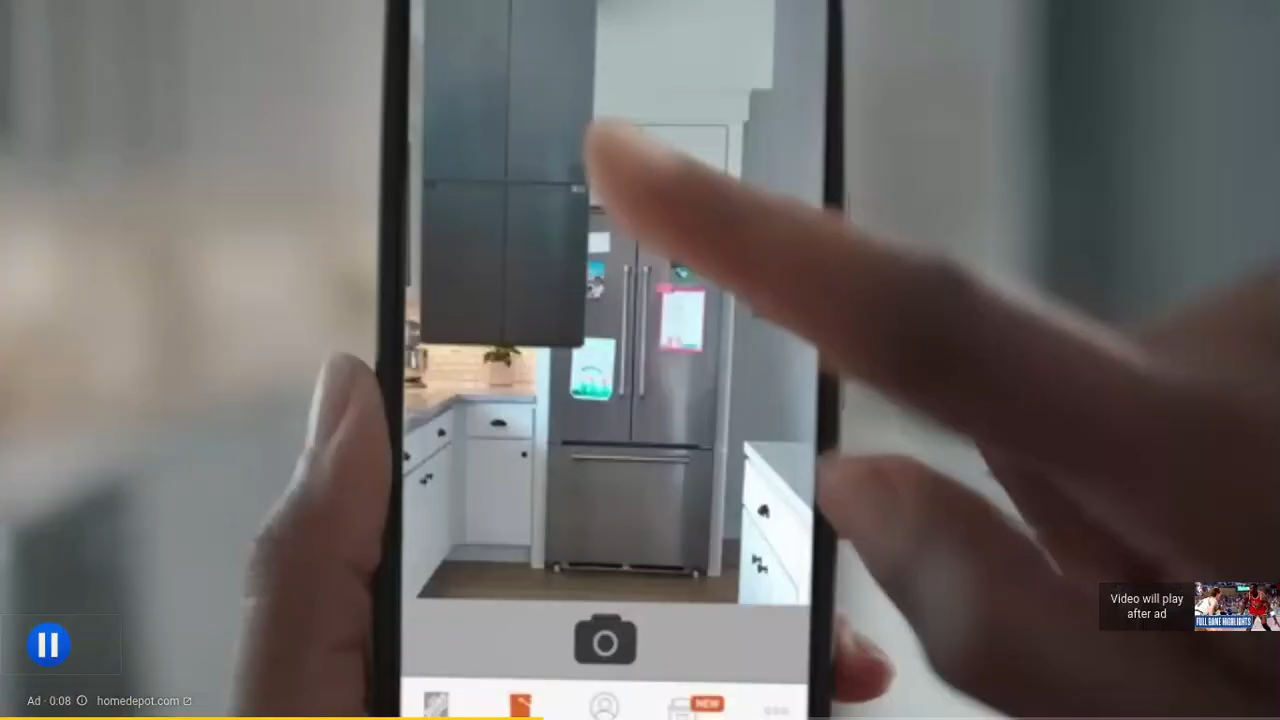 Video will play
after ad
FULL GAME HIGHLIGHTS
NEW
Ad · 0:08
homedepot.com